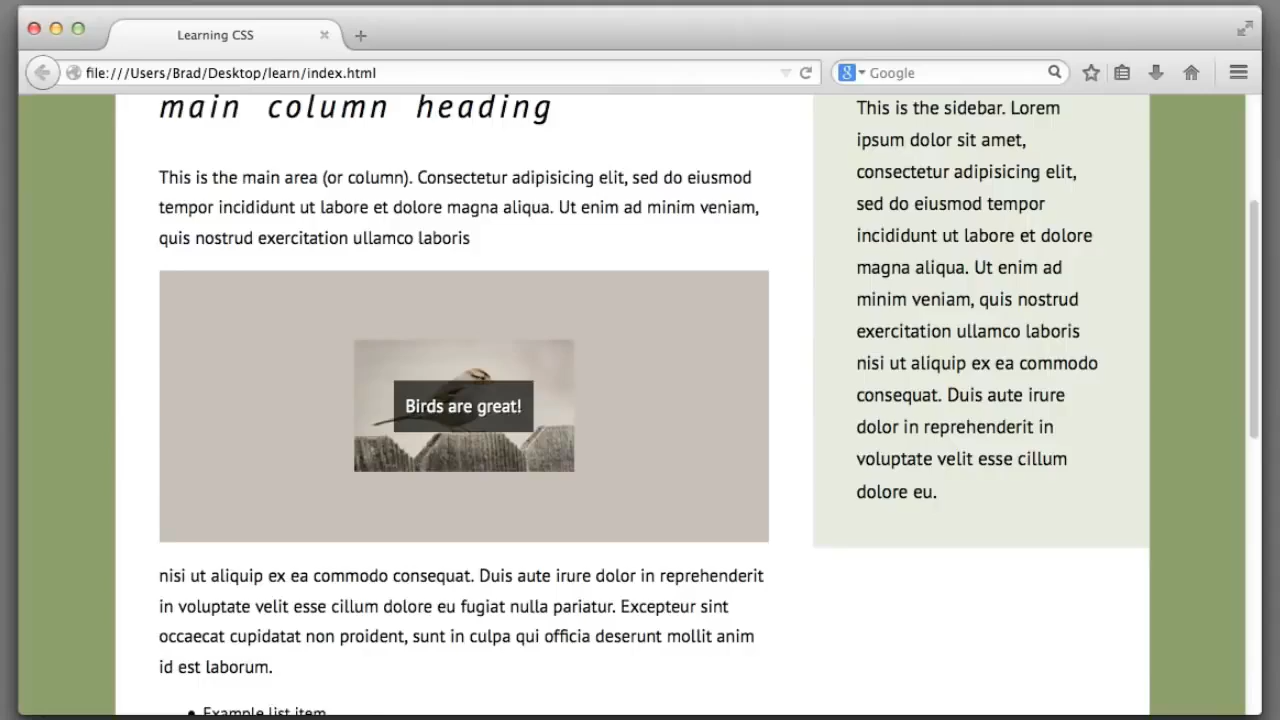 Learning CSS
file:///Users/Brad/Desktop/learn/index.html
Google
main column heading
This is the main area (or column). Consectetur adipisicing elit, sed do eiusmod
tempor incididunt ut labore et dolore magna aliqua. Ut enim ad minim veniam,
quis nostrud exercitation ullamco laboris
Birds are great!
nisi ut aliquip ex ea commodo consequat. Duis aute irure dolor in reprehenderit
in voluptate velit esse cillum dolore eu fugiat nulla pariatur. Excepteur sint
occaecat cupidatat non proident, sunt in culpa qui officia deserunt mollit anim
id est laborum.
• Example list item
This is the sidebar. Lorem
ipsum dolor sit amet,
consectetur adipisicing elit,
sed do eiusmod tempor
incididunt ut labore et dolore
magna aliqua. Ut enim ad
minim veniam, quis nostrud
exercitation ullamco laboris
nisi ut aliquip ex ea commodo
consequat. Duis aute irure
dolor in reprehenderit in
voluptate velit esse cillum
dolore eu.